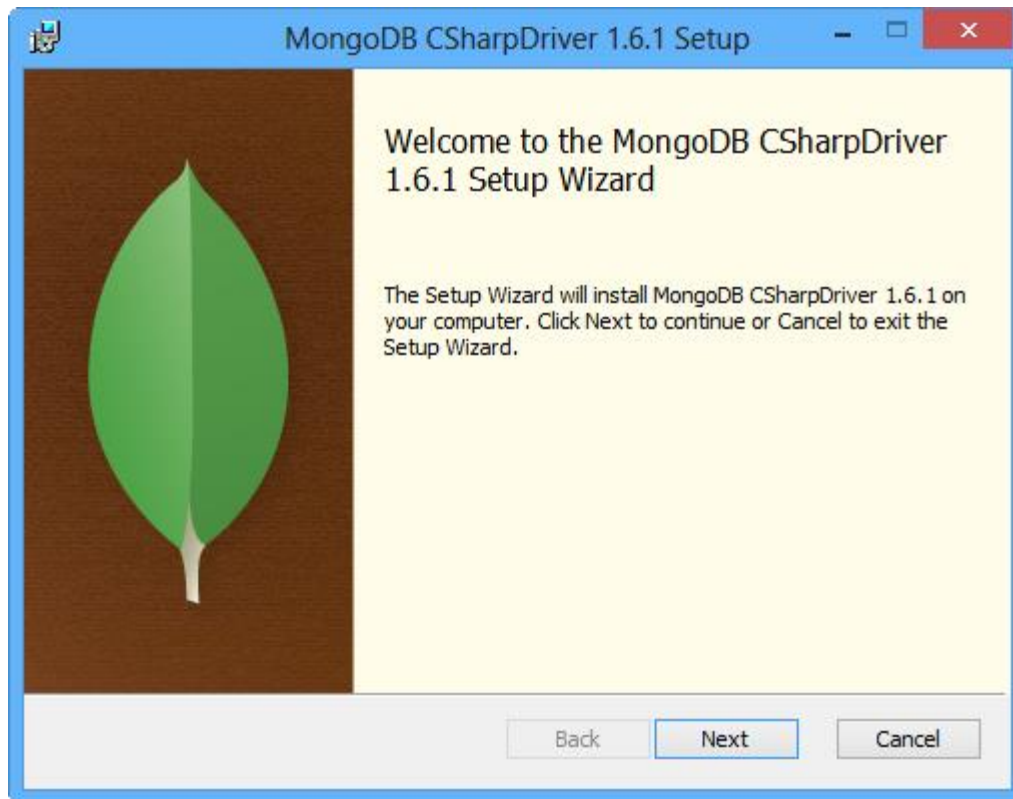 MongoDB CSharpDriver 1.6.1 Setup
Welcome to the MongoDB CSharpDriver
1.6.1 Setup Wizard
The Setup Wizard will install MongoDB CSharpDriver 1.6.1 on
your computer. Click Next to continue or Cancel to exit the
Setup Wizard.
Back Next Cancel